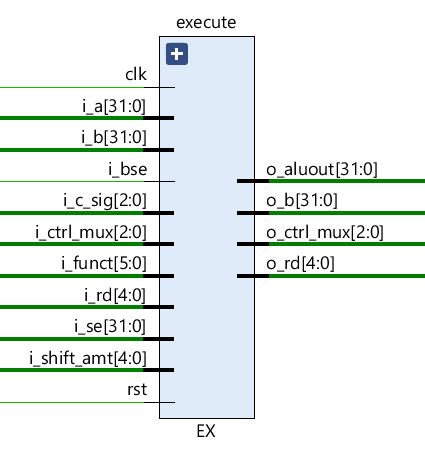 execute
clk
i_a[31:0]
i_b[31:0]
i_bse
i_c_sig[2:0]
i_ctrl_mux[2:0]
i_funct[5:0]
i_rd[4:0]
i_se[31:0]
i_shift_amt[4:0]
rst
o_aluout[31:0]
o_b[31:0]
o_ctrl_mux[2:0]
o_rd[4:0]
EX